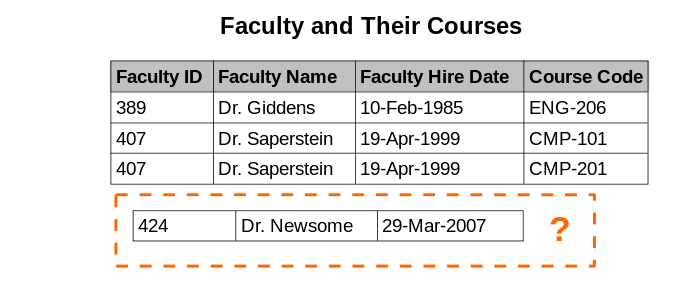 Faculty and Their Courses
Faculty ID Faculty Name Faculty Hire Date Course Code
389 Dr. Giddens 10-Feb-1985 ENG-206
407 Dr. Saperstein 19-Apr-1999 CMP-101
407 Dr. Saperstein 19-Apr-1999 CMP-201
424 Dr. Newsome 29-Mar-2007 ?